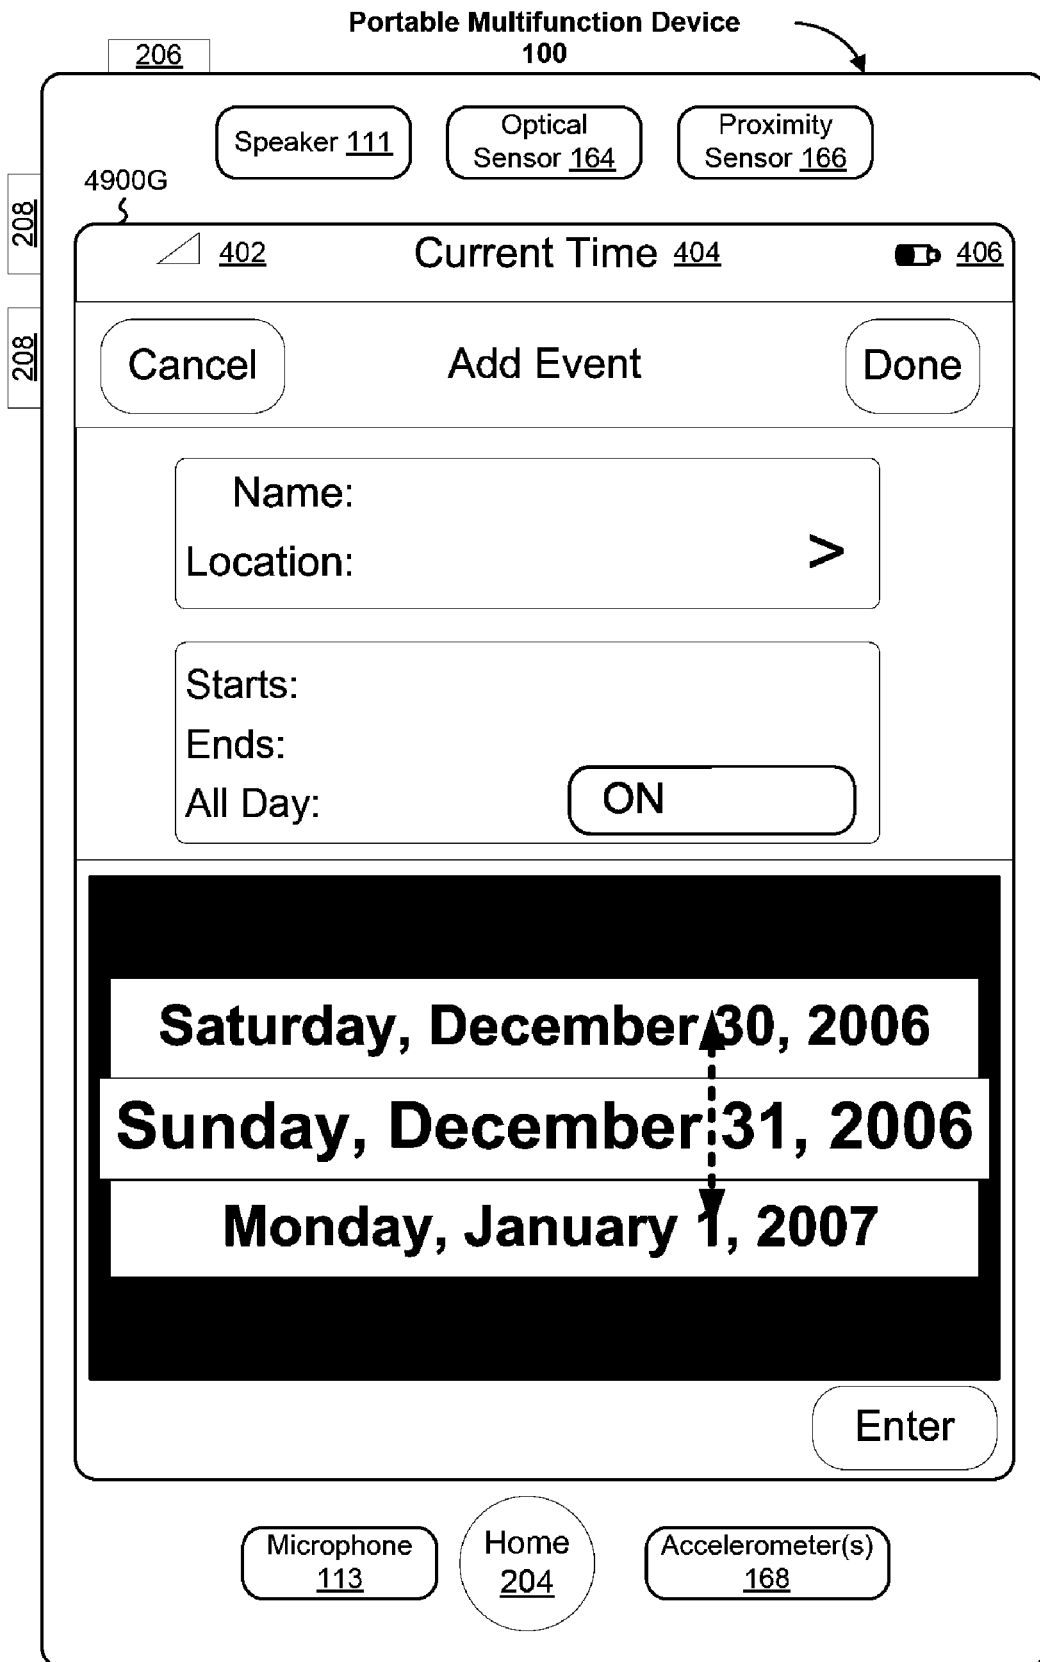 Portable Multifunction Device
100
206
Speaker 111
Optical
Sensor 164
Proximity
Sensor 166
4900G
208
208
402
Current Time 404
406
Cancel
Add Event
Done
Name:
Location:
>
Starts:
Ends:
All Day:
ON
Saturday, December 30, 2006
Sunday, December 31, 2006
Monday, January 1, 2007
Enter
Microphone
113
Home
204
Accelerometer(s)
168